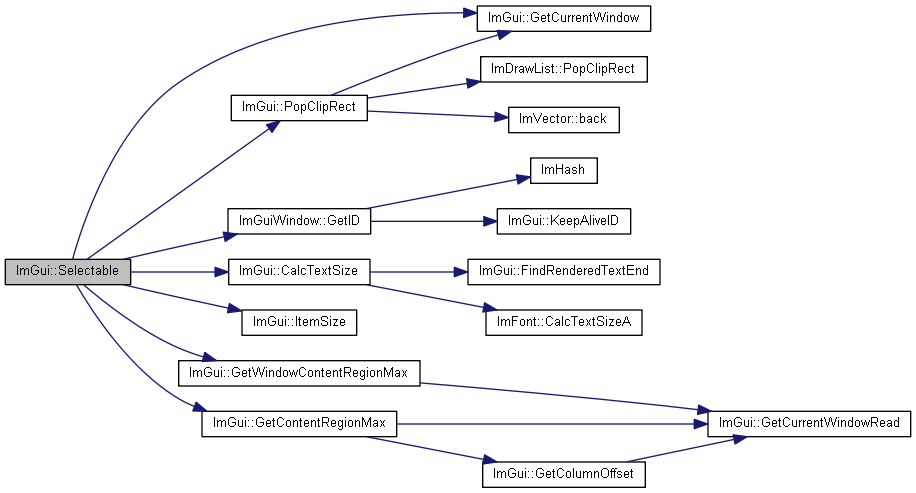 ImGui::GetCurrentWindow
ImDrawList::PopClipRect
ImGui::PopClipRect
ImVector::back
ImHash
ImGuiWindow::GetID
ImGui::KeepAliveID
ImGui::Selectable
ImGui::CalcTextSize
ImGui::FindRenderedTextEnd
ImGui::ItemSize
ImFont::CalcTextSizeA
ImGui::GetWindowContentRegionMax
ImGui::GetContentRegionMax
ImGui::GetCurrentWindowRead
ImGui::GetColumnOffset